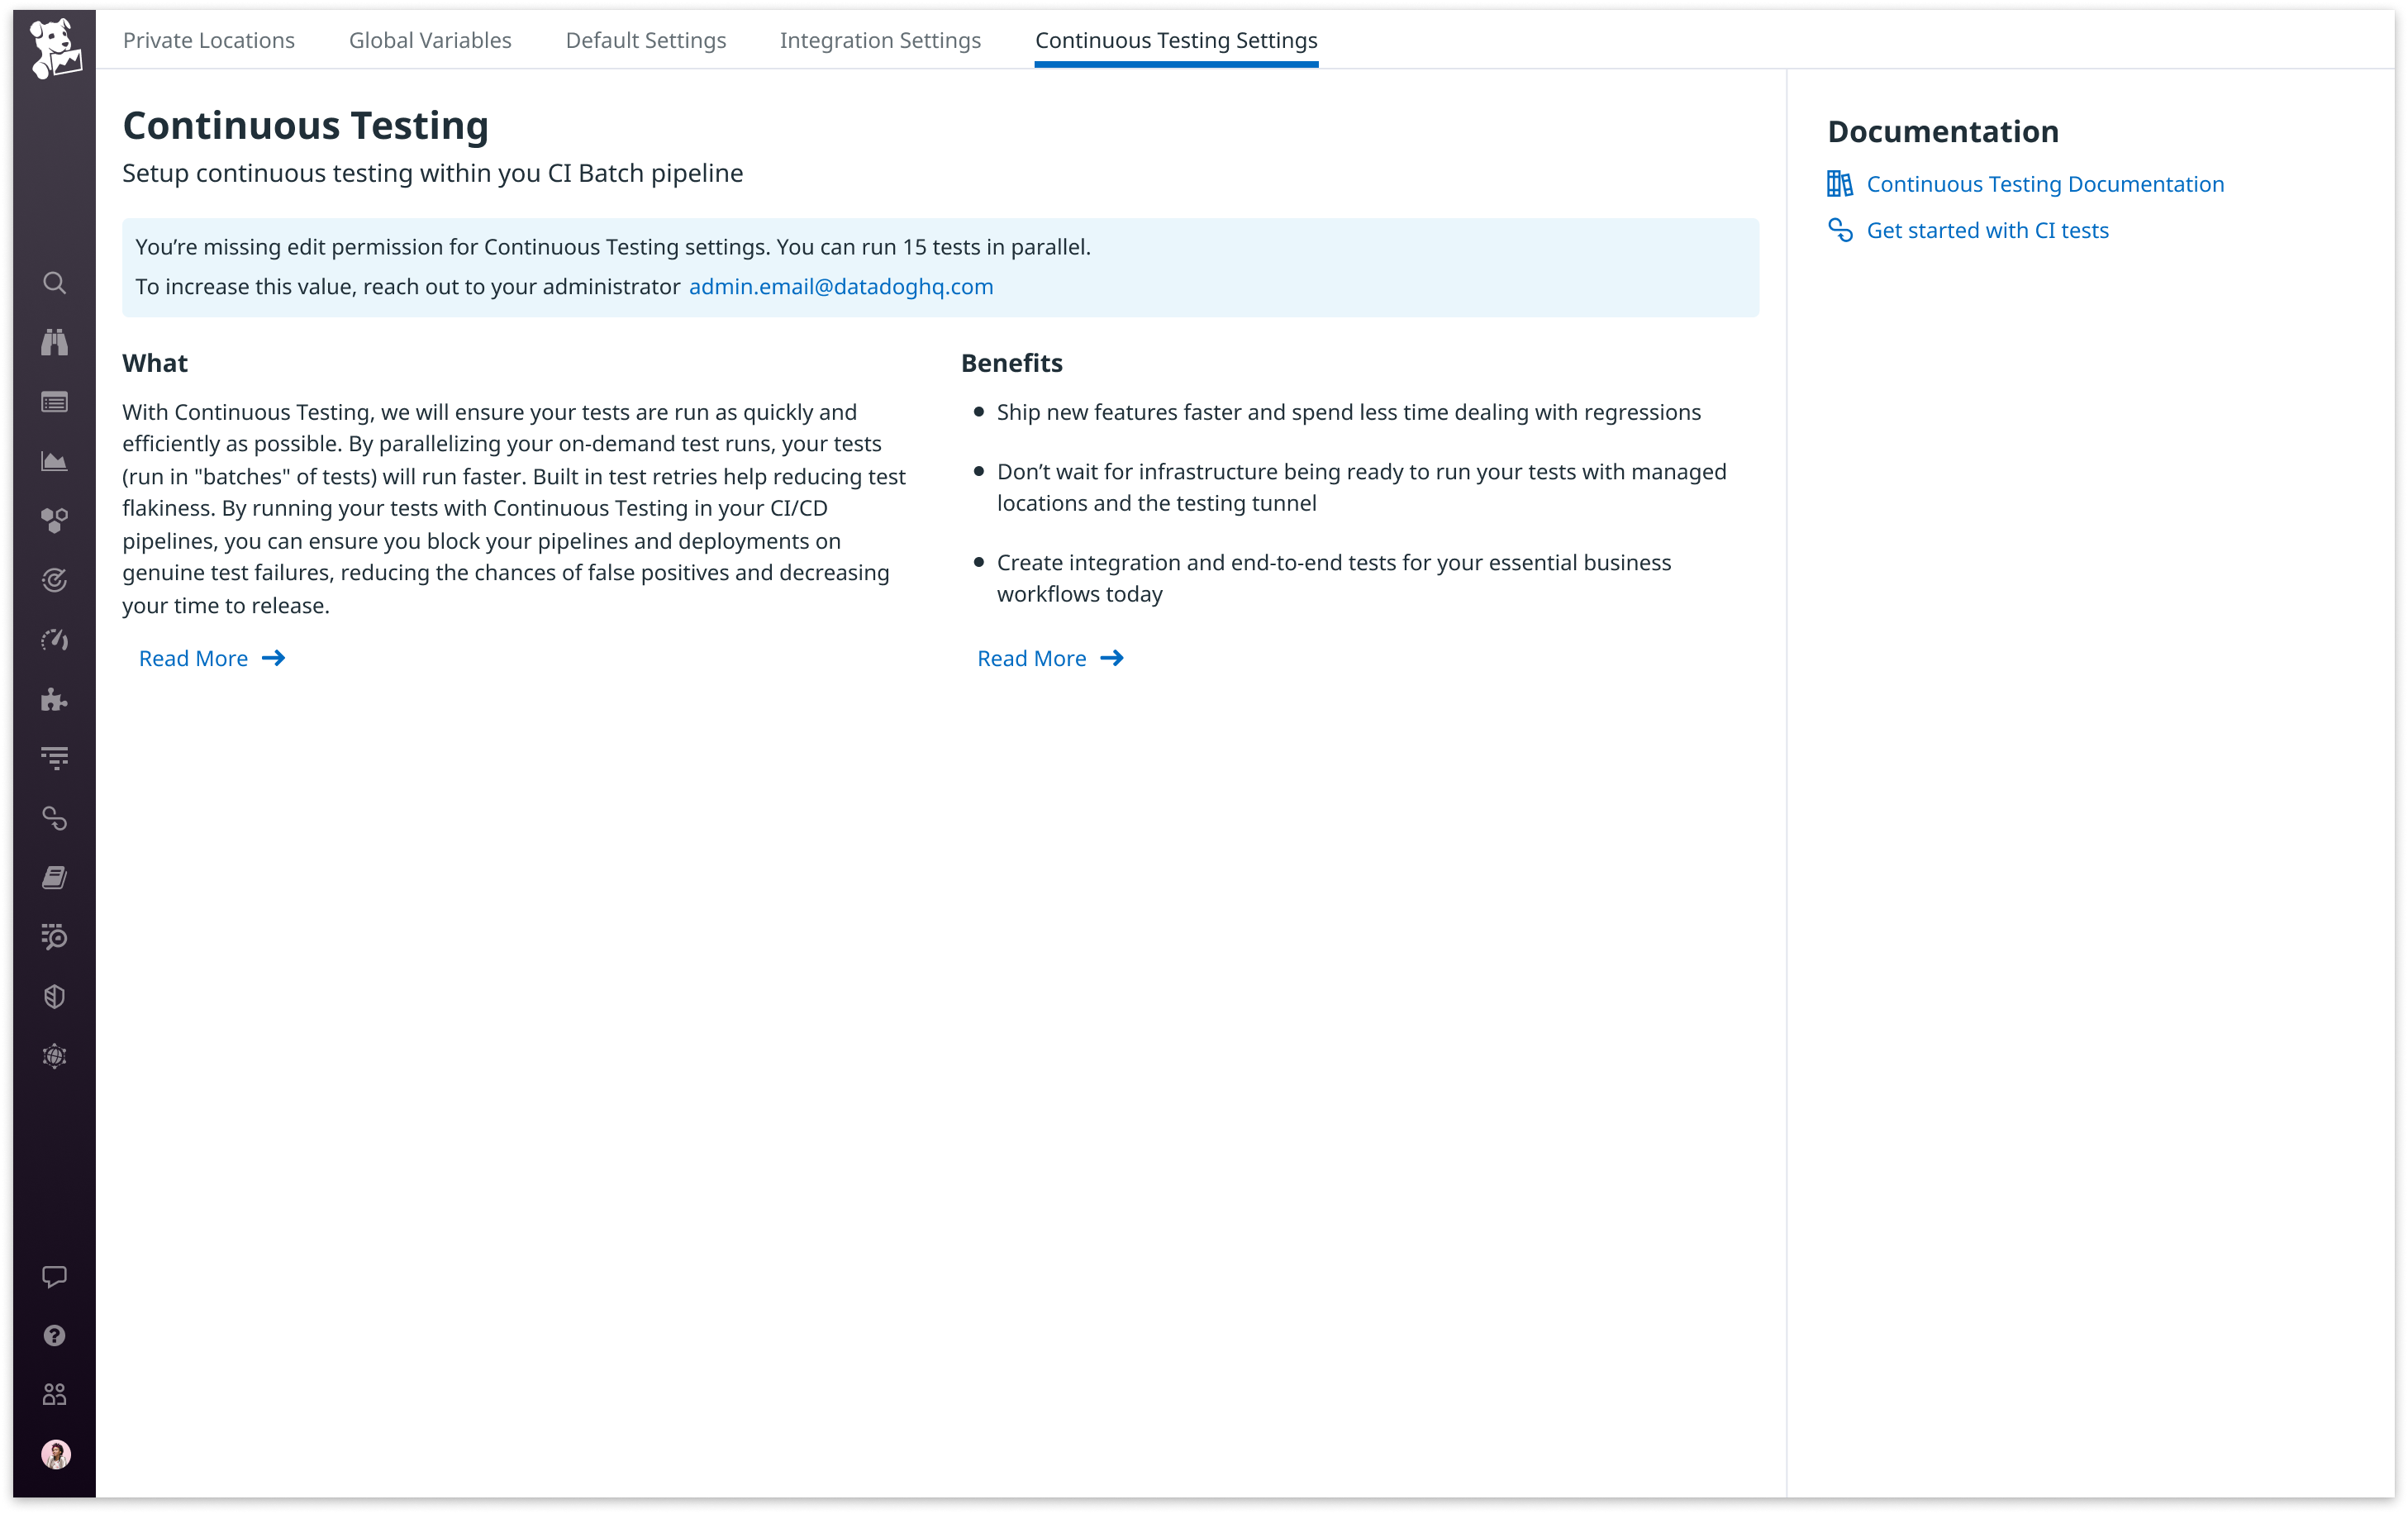 Private Locations Global Variables Default Settings Integration Settings Continuous Testing Settings
Continuous Testing
Setup continuous testing within you CI Batch pipeline
You’re missing edit permission for Continuous Testing settings. You can run 15 tests in parallel.
To increase this value, reach out to your administrator admin.email@datadoghq.com
What
With Continuous Testing, we will ensure your tests are run as quickly and
efficiently as possible. By parallelizing your on-demand test runs, your tests
(run in "batches" of tests) will run faster. Built in test retries help reducing test
flakiness. By running your tests with Continuous Testing in your CI/CD
pipelines, you can ensure you block your pipelines and deployments on
genuine test failures, reducing the chances of false positives and decreasing
your time to release.
Read More
Benefits
Ship new features faster and spend less time dealing with regressions
Don’t wait for infrastructure being ready to run your tests with managed
locations and the testing tunnel
Create integration and end-to-end tests for your essential business
workflows today
Read More
Documentation
Continuous Testing Documentation
Get started with CI tests